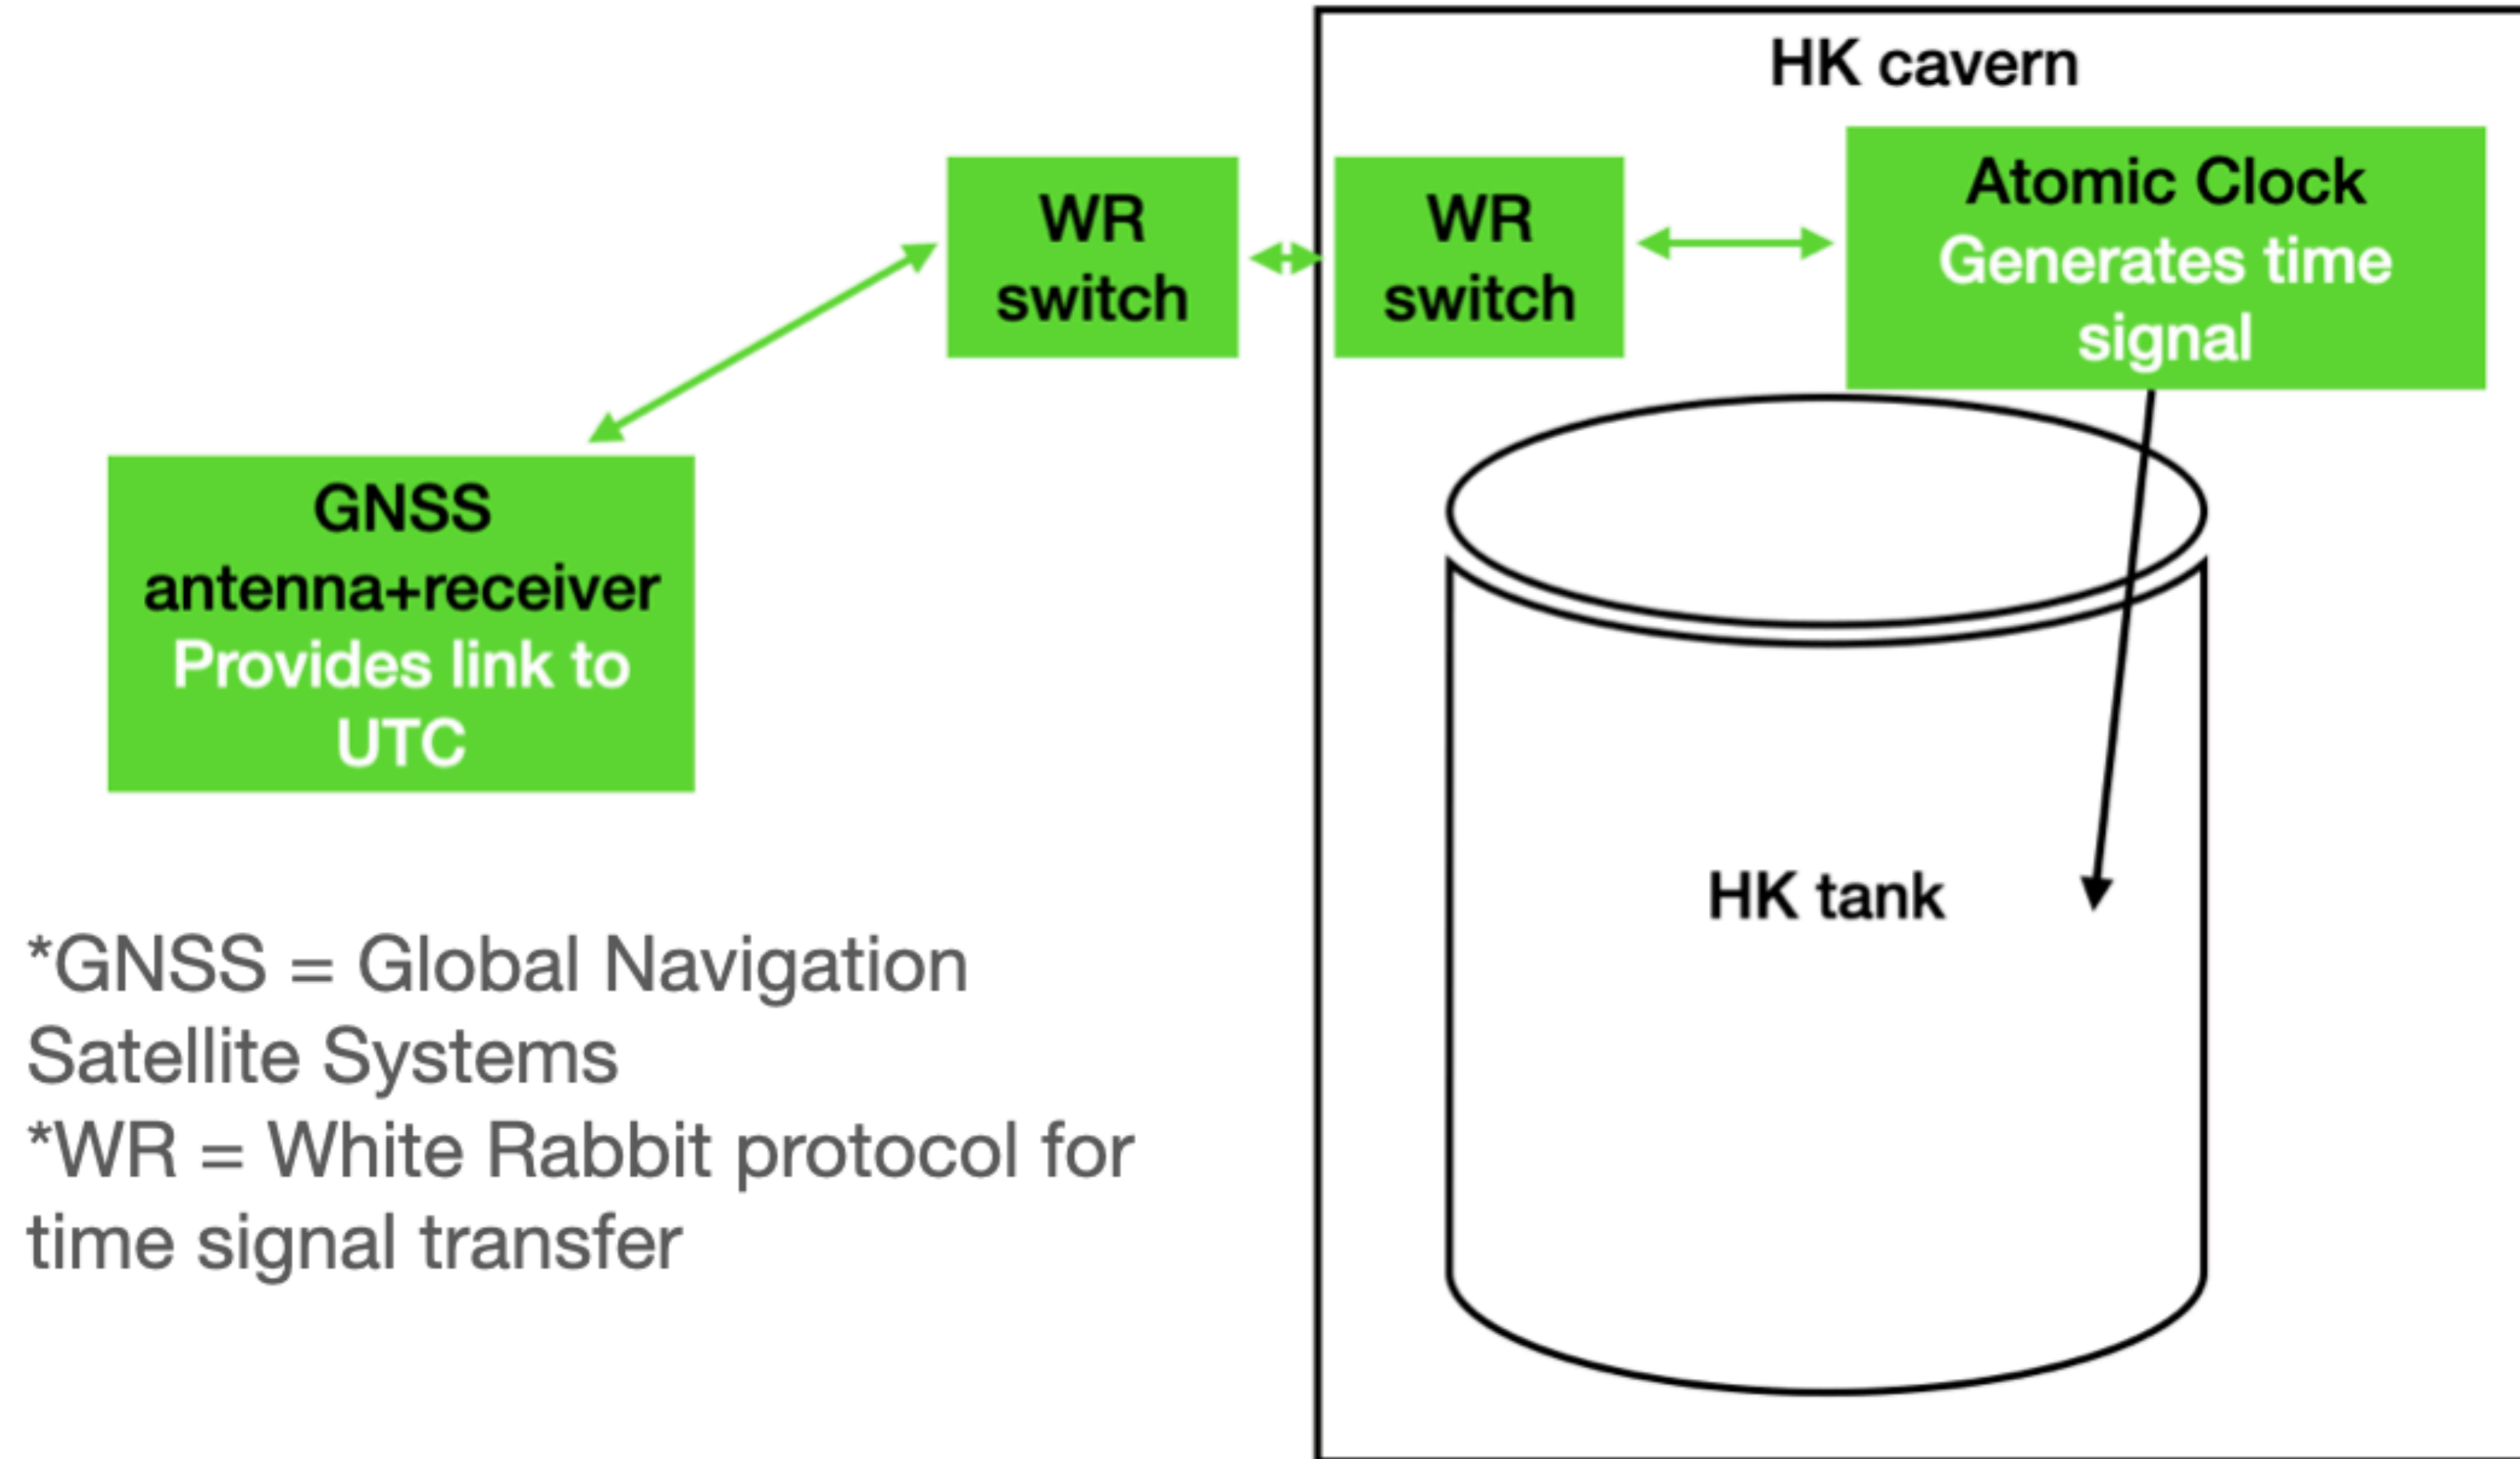 HK cavern
WR
switch
WR
switch
Atomic Clock
Generates time
signal
GNSS
antenna+receiver
Provides link to
UTC
HK tank
*GNSS = Global Navigation
Satellite Systems
*WR = White Rabbit protocol for
time signal transfer